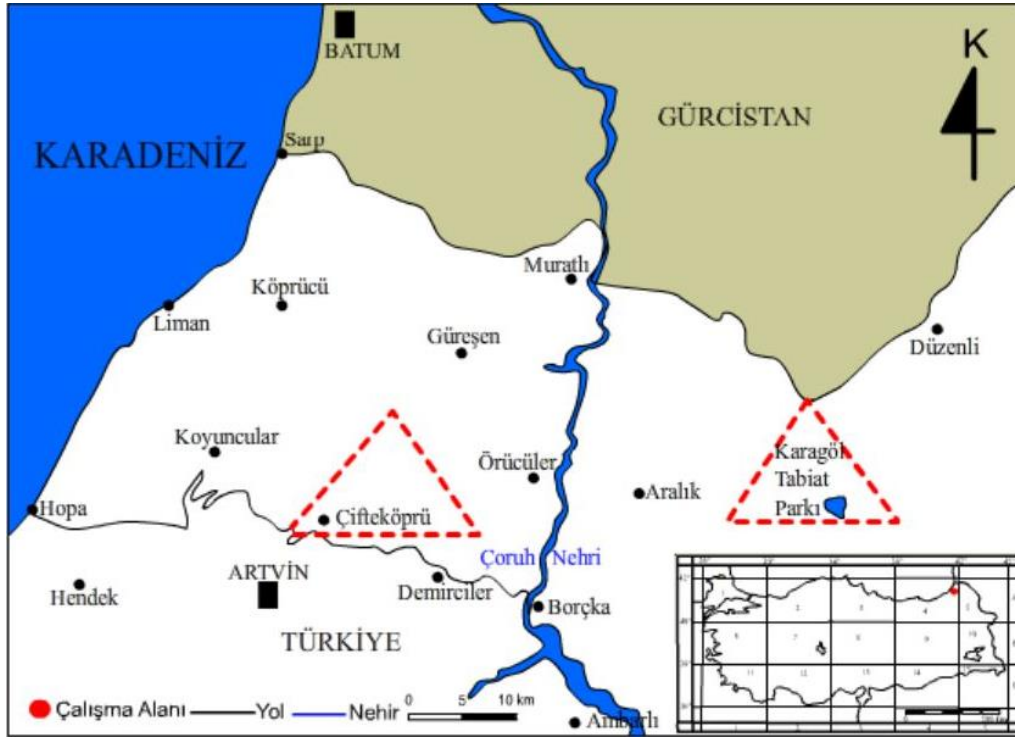 BATUM
K
GÜRCİSTAN
KARADENİZ
Sarp
Muratlı
Köprücü
Liman
Güreşen
Düzenli
Koyuncular
Örücüler
Karagöl
Tabiat
Parkı
Aralık
Hopa
Çifteköprü
Çoruh Nehri
ARTVİN
Hendek
Demirciler
Borçka
TÜRKİYE
0 5 10 km
Çalışma Alanı Yol Nehir
Ambarlı